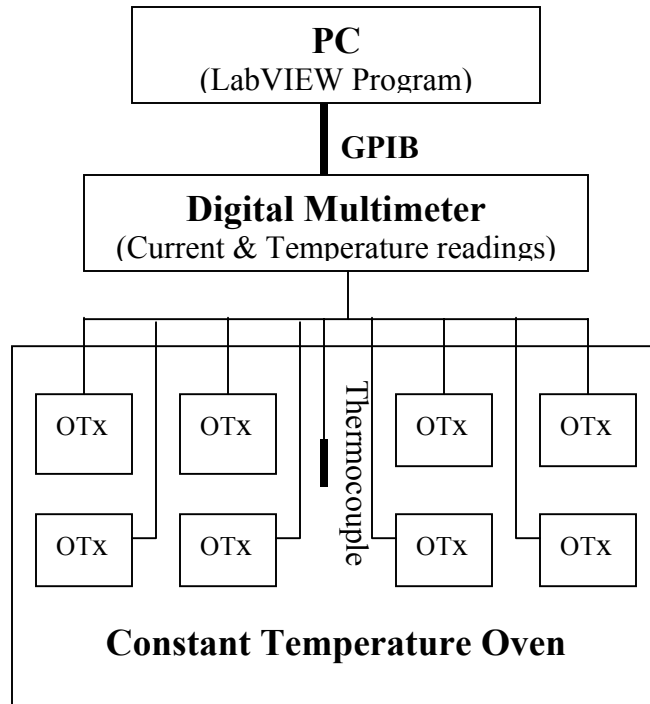 PC
(LabVIEW Program)
GPIB
Digital Multimeter
(Current & Temperature readings)
Thermocouple
OTx OTx OTx OTx
OTx OTx OTx OTx
Constant Temperature Oven